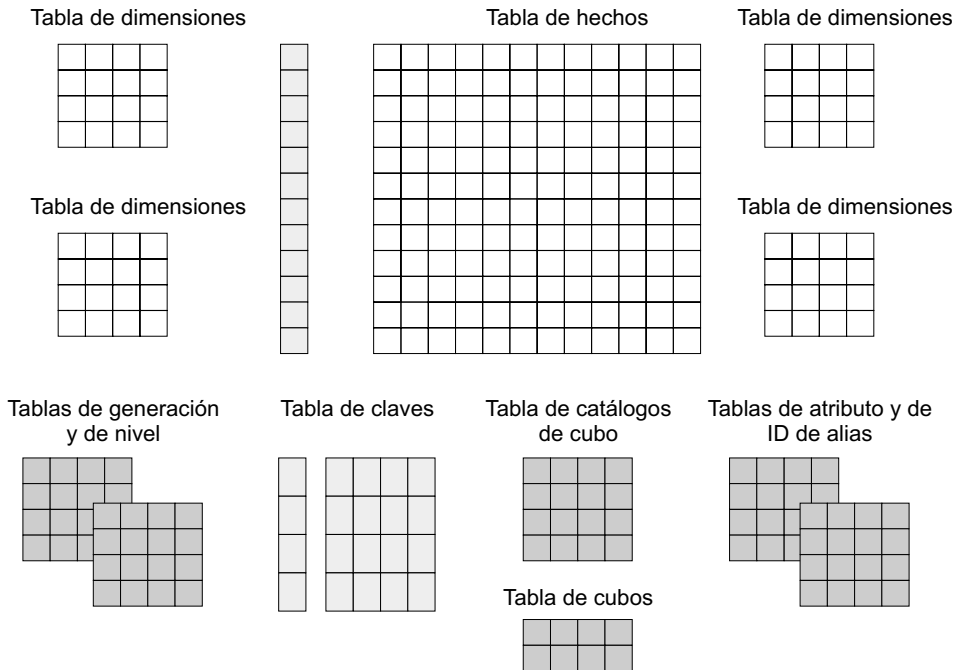 Tabla de dimensiones
Tabla de hechos
Tabla de dimensiones
Tabla de dimensiones
Tabla de dimensiones
Tablas de generación
y de nivel
Tabla de claves
Tabla de catálogos
de cubo
Tablas de atributo y de
ID de alias
Tabla de cubos